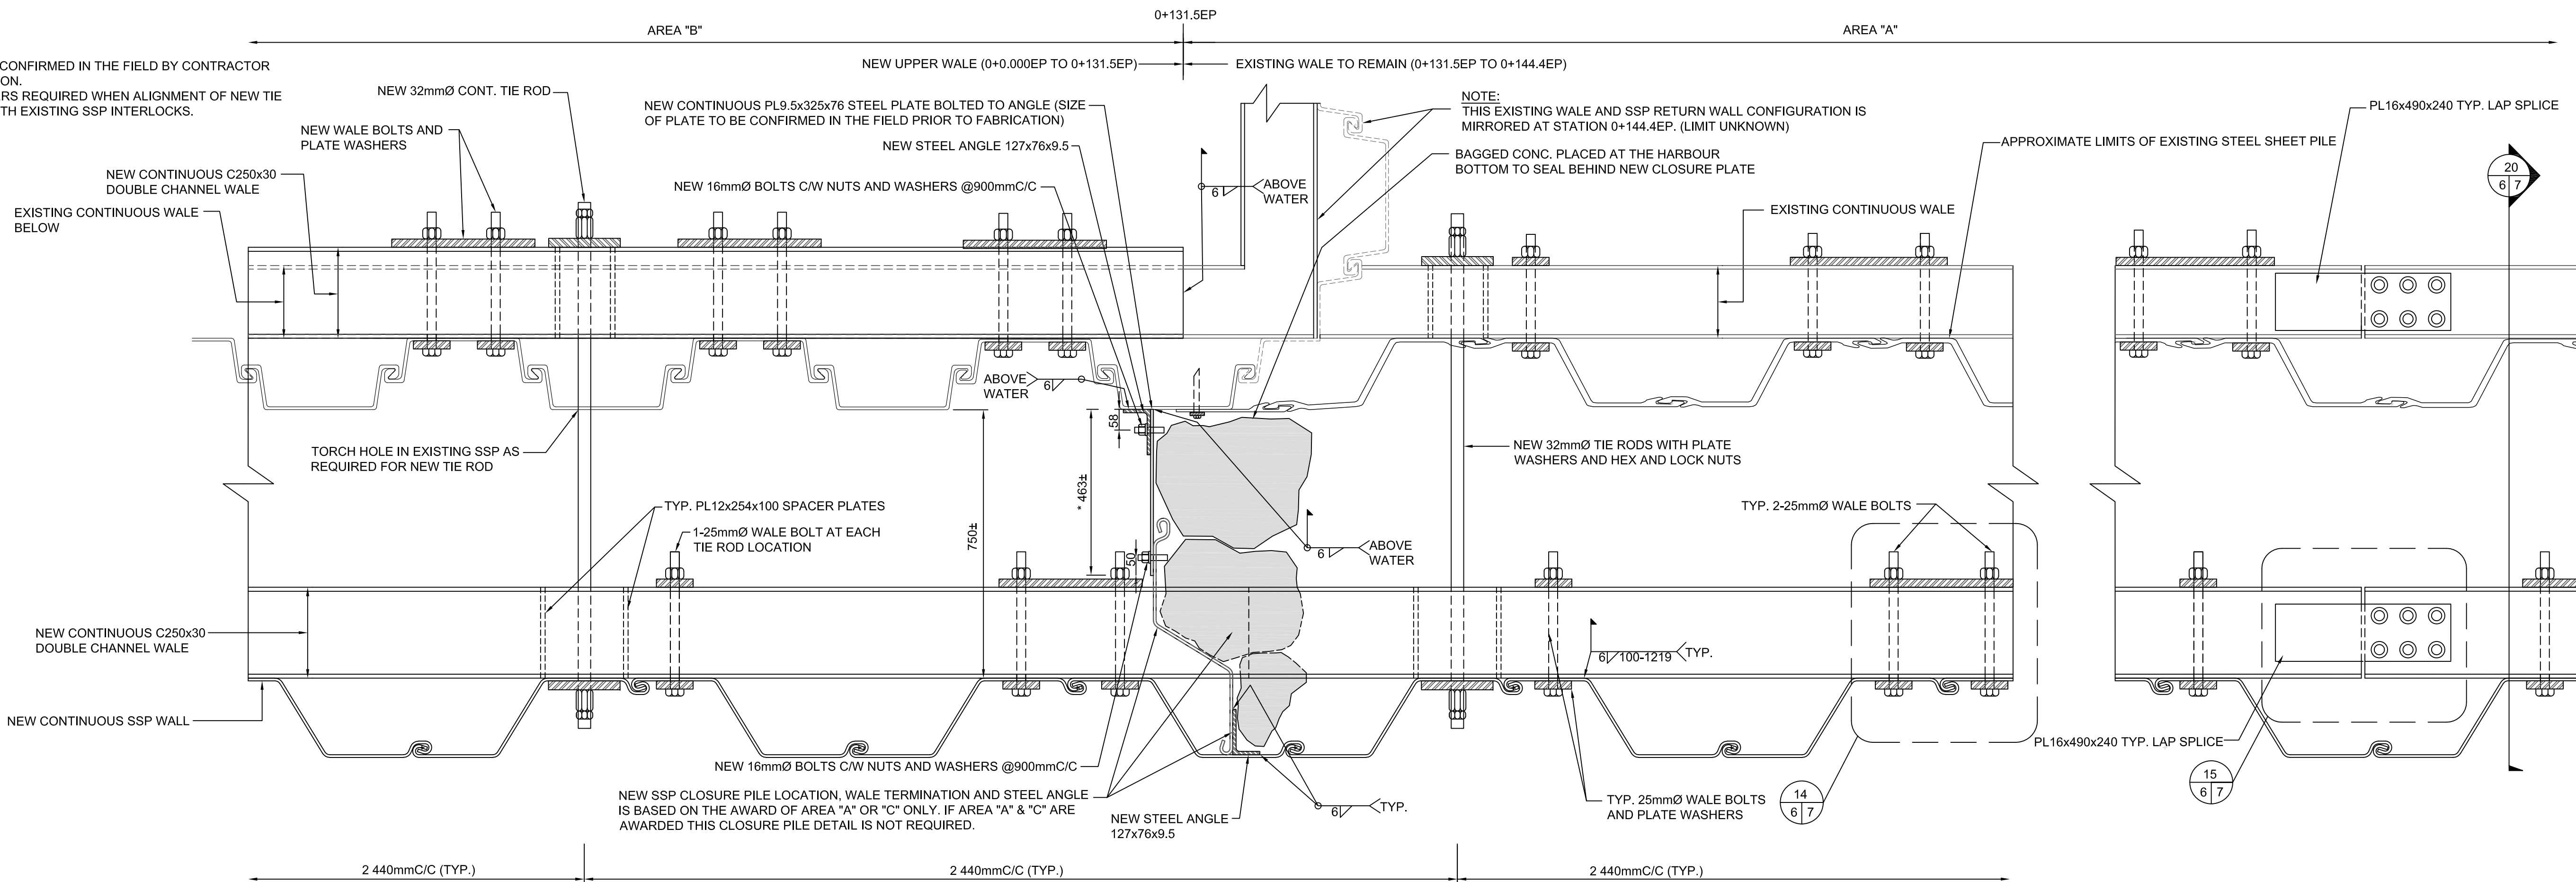 0+131.5EP
AREA "B"
AREA "A"
CONFIRMED IN THE FIELD BY CONTRACTOR
ON.
RS REQUIRED WHEN ALIGNMENT OF NEW TIE
TH EXISTING SSP INTERLOCKS.
NEW UPPER WALE (0+0.000EP TO 0+131.5EP)
EXISTING WALE TO REMAIN (0+131.5EP TO 0+144.4EP)
NEW 32mmØ CONT. TIE ROD
NEW CONTINUOUS PL9.5x325x76 STEEL PLATE BOLTED TO ANGLE (SIZE
OF PLATE TO BE CONFIRMED IN THE FIELD PRIOR TO FABRICATION)
NOTE:
THIS EXISTING WALE AND SSP RETURN WALL CONFIGURATION IS
MIRRORED AT STATION 0+144.4EP. (LIMIT UNKNOWN)
PL16x490x240 TYP. LAP SPLICE
NEW WALE BOLTS AND
PLATE WASHERS
NEW STEEL ANGLE 127x76x9.5
APPROXIMATE LIMITS OF EXISTING STEEL SHEET PILE
BAGGED CONC. PLACED AT THE HARBOUR
BOTTOM TO SEAL BEHIND NEW CLOSURE PLATE
NEW CONTINUOUS C250x30
DOUBLE CHANNEL WALE
NEW 16mmØ BOLTS C/W NUTS AND WASHERS @900mmC/C
6
ABOVE
WATER
20
6 7
EXISTING CONTINUOUS WALE
BELOW
EXISTING CONTINUOUS WALE
ABOVE
WATER
6
58
TORCH HOLE IN EXISTING SSP AS
REQUIRED FOR NEW TIE ROD
NEW 32mmØ TIE RODS WITH PLATE
WASHERS AND HEX AND LOCK NUTS
* 463±
TYP. PL12x254x100 SPACER PLATES
TYP. 2-25mmØ WALE BOLTS
1-25mmØ WALE BOLT AT EACH
TIE ROD LOCATION
750±
50
6
ABOVE
WATER
NEW CONTINUOUS C250x30
DOUBLE CHANNEL WALE
6
100-1219
TYP.
NEW CONTINUOUS SSP WALL
PL16x490x240 TYP. LAP SPLICE
NEW 16mmØ BOLTS C/W NUTS AND WASHERS @900mmC/C
15
6 7
NEW SSP CLOSURE PILE LOCATION, WALE TERMINATION AND STEEL ANGLE
IS BASED ON THE AWARD OF AREA "A" OR "C" ONLY. IF AREA "A" & "C" ARE
AWARDED THIS CLOSURE PILE DETAIL IS NOT REQUIRED.
6
TYP.
TYP. 25mmØ WALE BOLTS
AND PLATE WASHERS
14
6 7
NEW STEEL ANGLE
127x76x9.5
2 440mmC/C (TYP.)
2 440mmC/C (TYP.)
2 440mmC/C (TYP.)